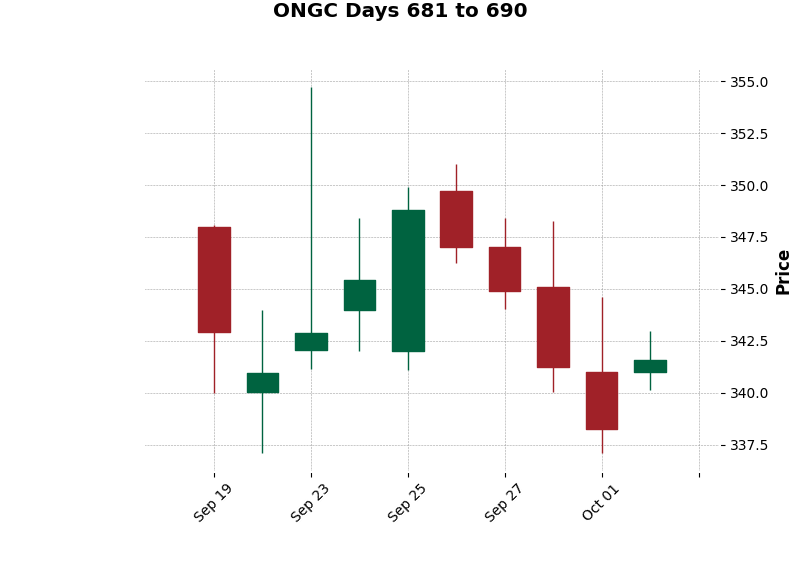 ONGC Days 681 to 690
355.0
352.5
350.0
347.5
345.0
342.5
340.0
337.5
Price
Sep 19
Sep 23
Sep 25
Sep 27
Oct 01